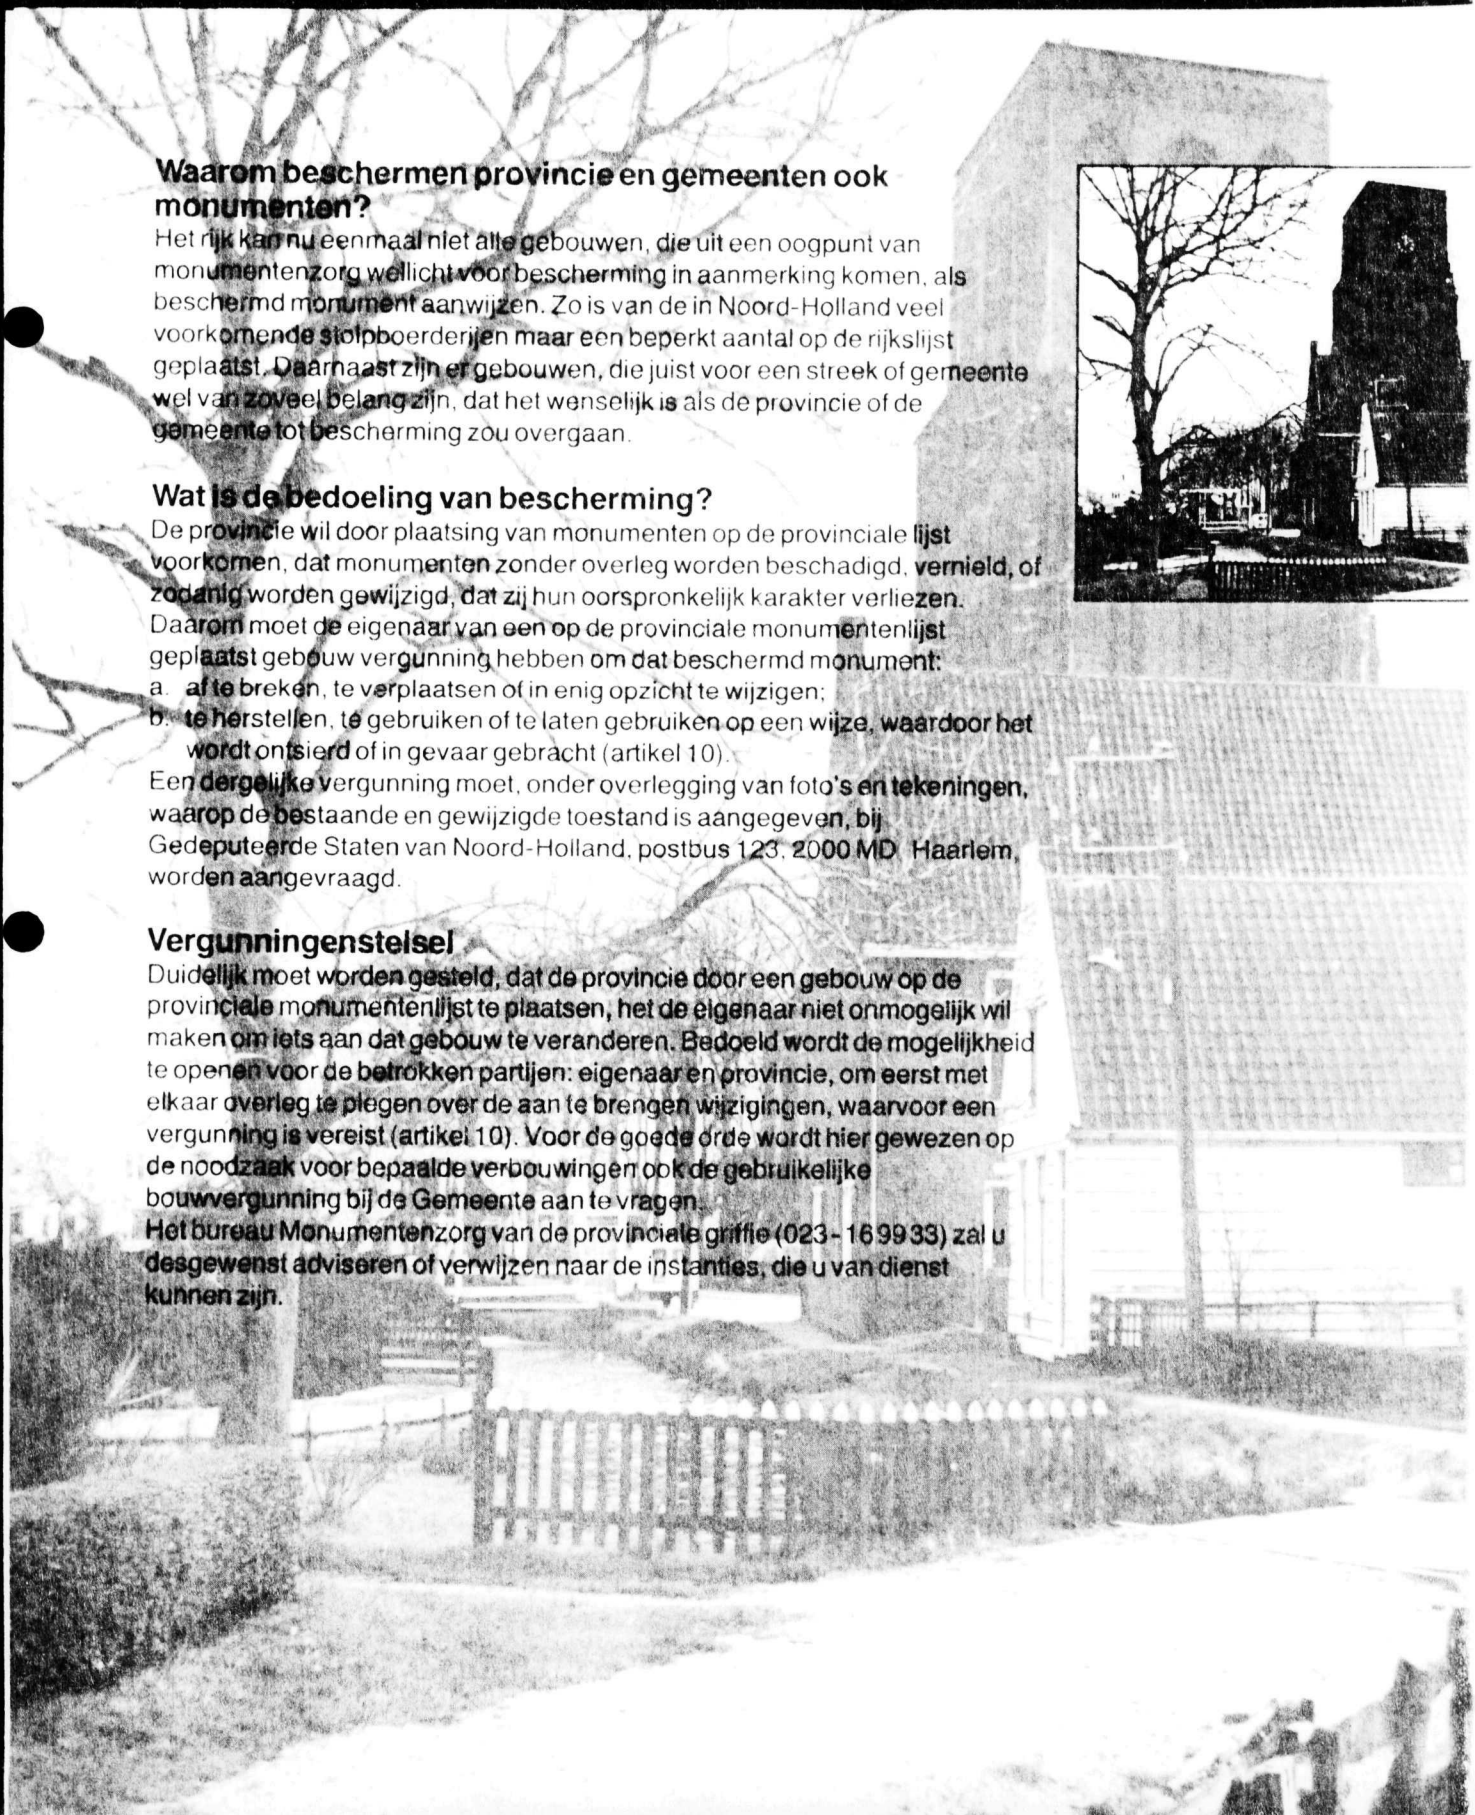 Waarom beschermen provincie en gemeenten ook
monumenten?
Het rijk kan nu eenmaal niet alle gebouwen, die uit een oogpunt van
monumentenzorg wellicht voor bescherming in aanmerking komen, als
beschermd monument aanwijzen. Zo is van de in Noord-Holland veel
voorkomende stolpboerderijen maar een beperkt aantal op de rijkslijst
geplaatst. Daarnaast zijn er gebouwen, die juist voor een streek of gemeente
wel van zoveel belang zijn, dat het wenselijk is als de provincie of de
gemeente tot bescherming zou overgaan.
Wat is de bedoeling van bescherming?
De provincie wil door plaatsing van monumenten op de provinciale lijst
voorkomen, dat monumenten zonder overleg worden beschadigd, vernield, of
zodanig worden gewijzigd, dat zij hun oorspronkelijk karakter verliezen.
Daarom moet de eigenaar van een op de provinciale monumentenlijst
geplaatst gebouw vergunning hebben om dat beschermd monument:
a. af te breken, te verplaatsen of in enig opzicht te wijzigen;
b. te herstellen, te gebruiken of te laten gebruiken op een wijze, waardoor het
wordt ontsierd of in gevaar gebracht (artikel 10).
Een dergelijke vergunning moet, onder overlegging van foto's en tekeningen,
waarop de bestaande en gewijzigde toestand is aangegeven, bij
Gedeputeerde Staten van Noord-Holland, postbus 123, 2000 MD Haarlem,
worden aangevraagd.
Vergunningenstelsel
Duidelijk moet worden gesteld, dat de provincie door een gebouw op de
provinciale monumentenlijst te plaatsen, het de eigenaar niet onmogelijk wil
maken om iets aan dat gebouw te veranderen. Bedoeld wordt de mogelijkheid
te openen voor de betrokken partijen: eigenaar en provincie, om eerst met
elkaar overleg te plegen over de aan te brengen wijzigingen, waarvoor een
vergunning is vereist (artikel 10). Voor de goede orde wordt hier gewezen op
de noodzaak voor bepaalde verbouwingen ook de gebruikelijke
bouwvergunning bij de Gemeente aan te vragen.
Het bureau Monumentenzorg van de provinciale griffie (023-169933) zal u
desgewenst adviseren of verwijzen naar de instanties, die u van dienst
kunnen zijn.